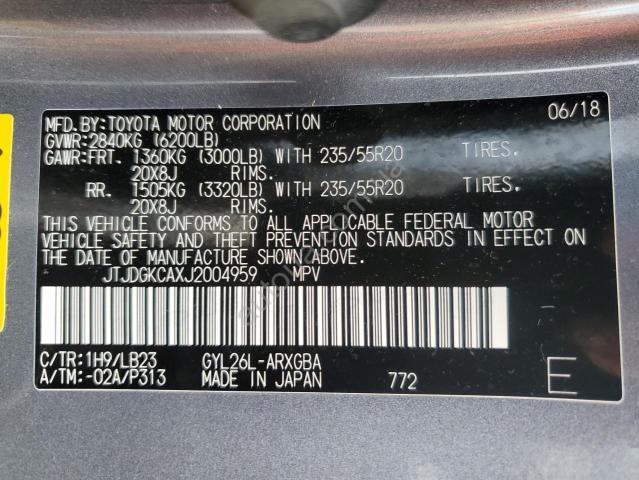 MFD.BY:TOYOTA MOTOR CORPORATION 06/18
GVWR:2840KG (6200LB)
GAWR:FRT. 1360KG (3000LB) WITH 235/55R20 TIRES.
20X8J RIMS.
RR. 1505KG (3320LB) WITH 235/55R20 TIRES.
20X8J RIMS.
THIS VEHICLE CONFORMS TO ALL APPLICABLE FEDERAL MOTOR
VEHICLE SAFETY AND THEFT PREVENTION STANDARDS IN EFFECT ON
THE DATE OF MANUFACTURE SHOWN ABOVE.
JTJDGKCAXJ2004959 MPV
C/TR:1H9/LB23 GYL26L-ARXGBA
A/TM:-02A/P313 MADE IN JAPAN 772 E